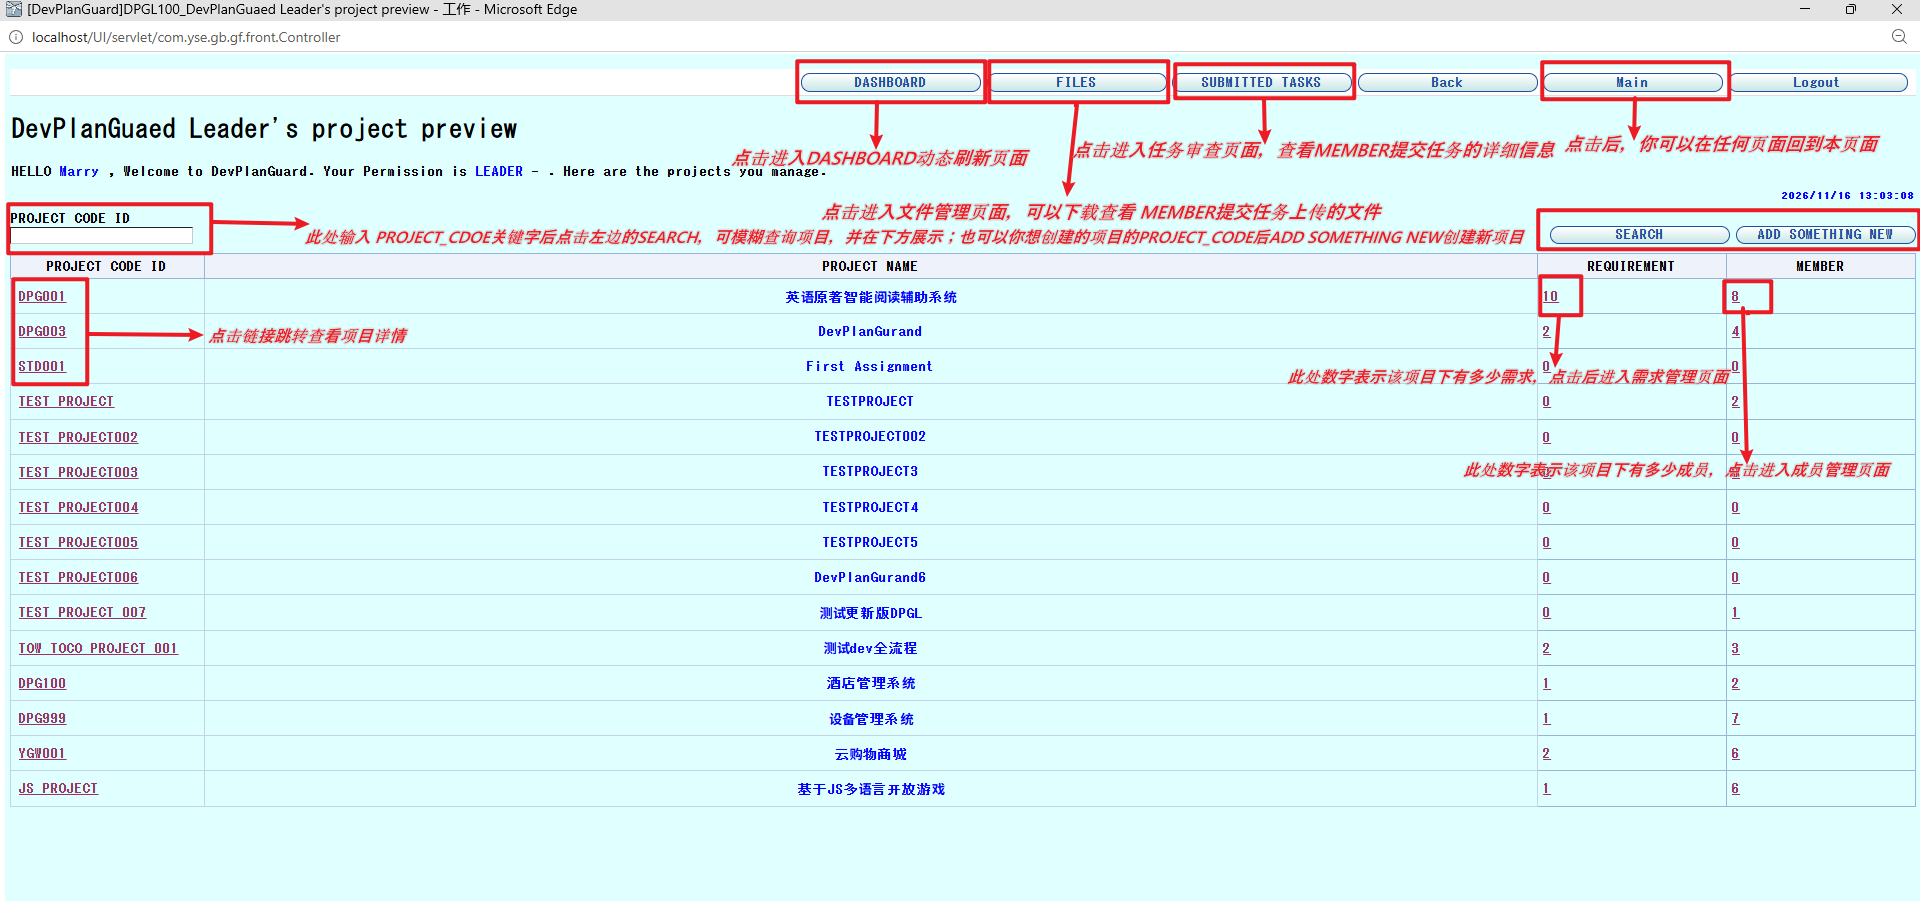 [DevPlanGuard]DPGL100_DevPlanGuaed Leader's project preview - 工作 - Microsoft Edge
localhost/UI/servlet/com.yse.gb.gf.front.Controller
DASHBOARD FILES SUBMITTED TASKS Back Main Logout
DevPlanGuaed Leader's project preview
点击进入DASHBOARD动态刷新页面
点击进入任务审查页面，查看MEMBER提交任务的详细信息
点击后，你可以在任何页面回到本页面
HELLO Marry , Welcome to DevPlanGuard. Your Permission is LEADER - . Here are the projects you manage.
2026/11/16 13:03:08
点击进入文件管理页面，可以下载查看 MEMBER提交任务上传的文件
PROJECT CODE ID
此处输入 PROJECT_CDOE关键字后点击左边的SEARCH，可模糊查询项目，并在下方展示；也可以你想创建的项目的PROJECT_CODE后ADD SOMETHING NEW创建新项目
SEARCH ADD SOMETHING NEW
PROJECT CODE ID PROJECT NAME REQUIREMENT MEMBER
DPG001 英语原著智能阅读辅助系统 10 8
DPG003 DevPlanGurand 2 4
点击链接跳转查看项目详情
STD001 First Assignment 0 0
此处数字表示该项目下有多少需求，点击后进入需求管理页面
TEST PROJECT TESTPROJECT 0 2
TEST PROJECT002 TESTPROJECT002 0 0
TEST PROJECT003 TESTPROJECT3
此处数字表示该项目下有多少成员，点击进入成员管理页面
TEST PROJECT004 TESTPROJECT4 0 0
TEST PROJECT005 TESTPROJECT5 0 0
TEST PROJECT006 DevPlanGurand6 0 0
TEST PROJECT 007 测试更新版DPGL 0 1
TOW TOCO PROJECT 001 测试dev全流程 2 3
DPG100 酒店管理系统 1 2
DPG999 设备管理系统 1 7
YGW001 云购物商城 2 6
JS PROJECT 基于JS多语言开放游戏 1 6